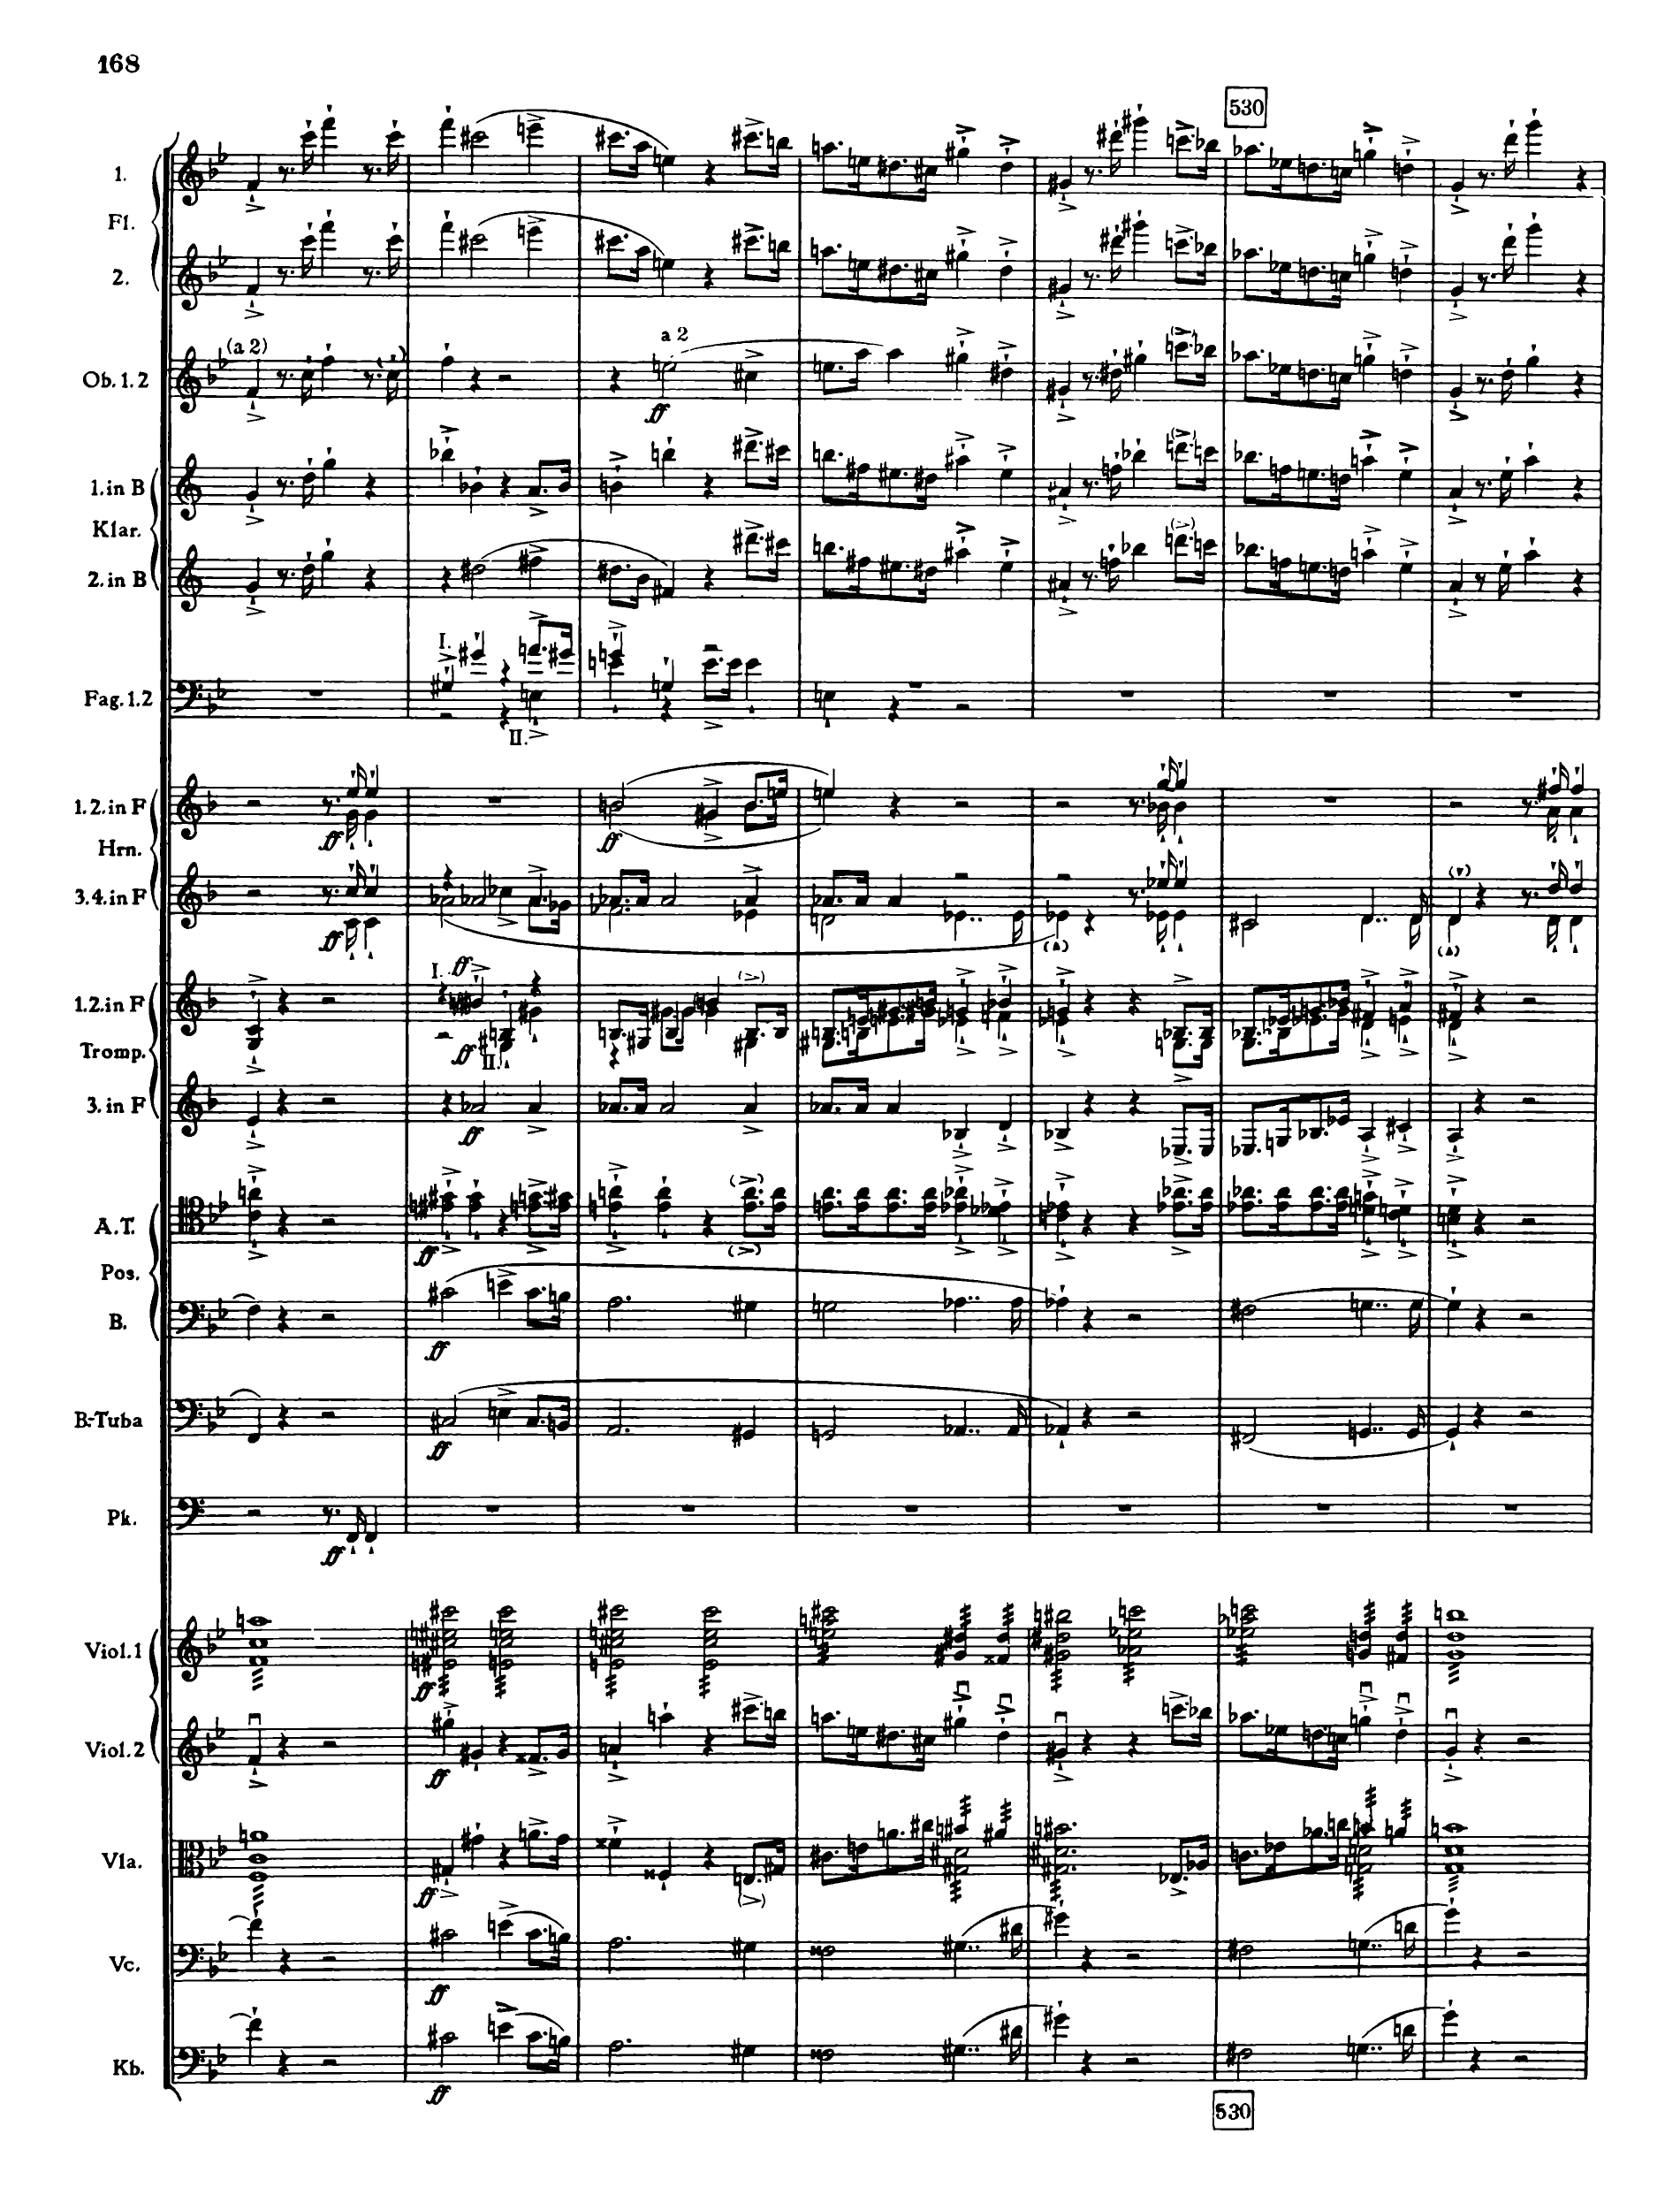 168
530
1.
Fl.
2.
(a 2)
a 2
Ob. 1. 2
ff
1. in B
Klar.
2. in B
I.
Fag. 1. 2
II.
1. 2. in F
ff
ff
Hrn.
3. 4. in F
ff
I. ff
1. 2. in F
ff
II.
Tromp.
3. in F
ff
A. T.
ff
Pos.
B.
ff
B.-Tuba
ff
Pk.
ff
Viol. 1
ff
Viol. 2
ff
Vla.
ff
Vc.
ff
Kb.
ff
530